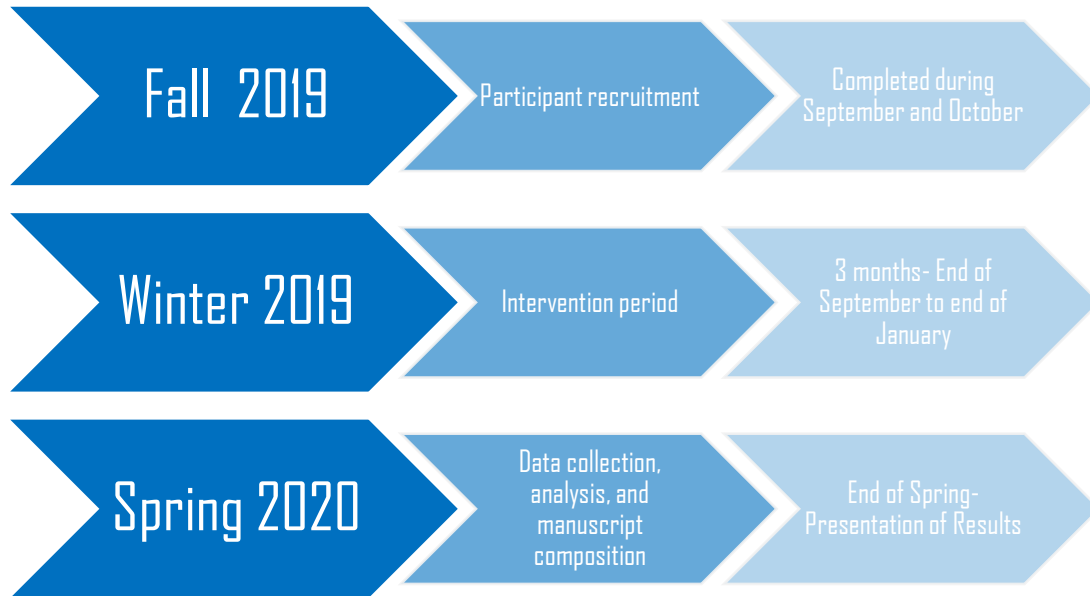 Fall 2019
Participant recruitment
Completed during
September and October
Winter 2019
Intervention period
3 months- End of
September to end of
January
Spring 2020
Data collection,
analysis, and
manuscript
composition
End of Spring-
Presentation of Results